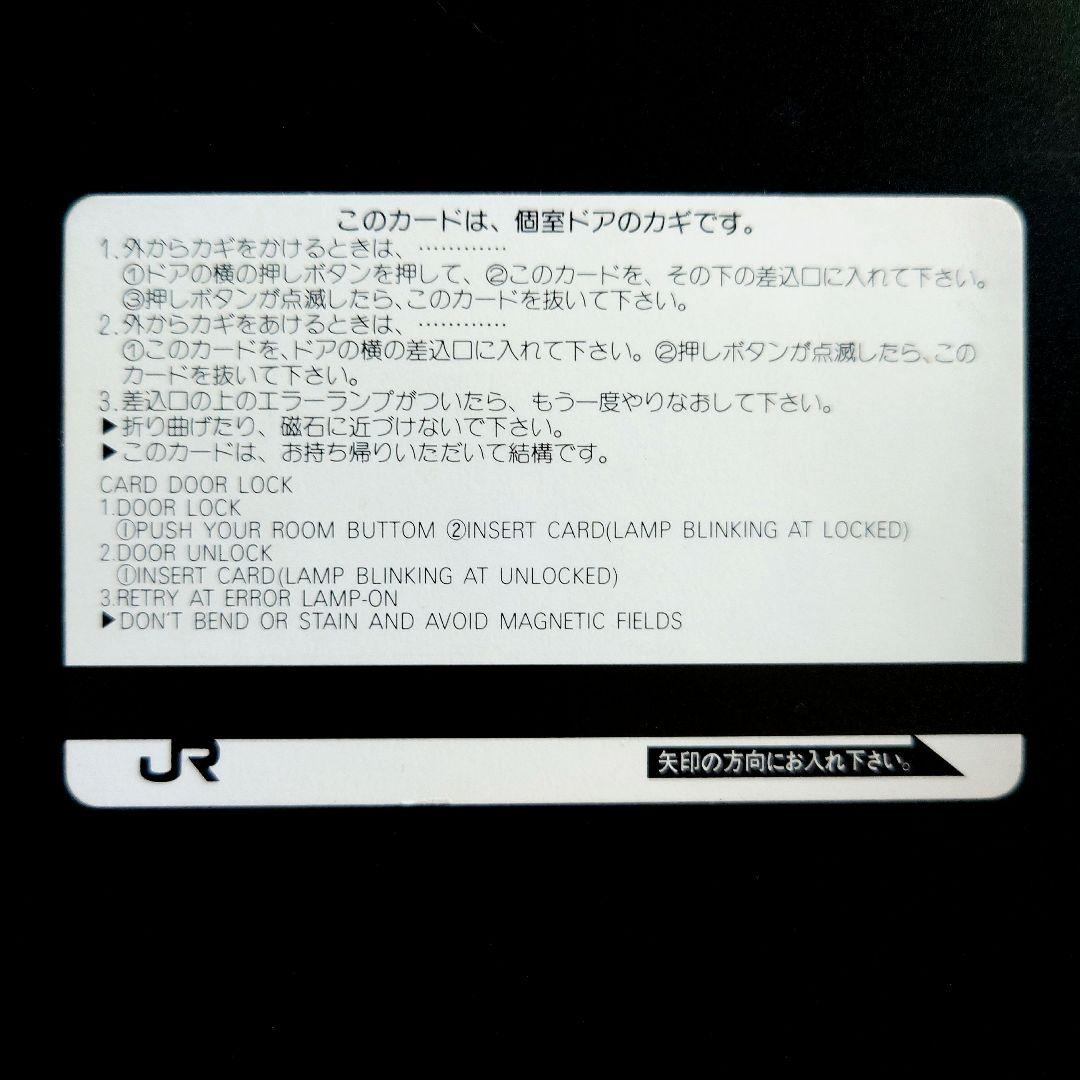 このカードは、個室ドアのカギです。
1.外からカギをかけるときは、…………
①ドアの横の押しボタンを押して、②このカードを、その下の差込口に入れて下さい。
③押しボタンが点滅したら、このカードを抜いて下さい。
2.外からカギをあけるときは、…………
①このカードを、ドアの横の差込口に入れて下さい。②押しボタンが点滅したら、この
カードを抜いて下さい。
3.差込口の上のエラーランプがついたら、もう一度やりなおして下さい。
▶折り曲げたり、磁石に近づけないで下さい。
▶このカードは、お持ち帰りいただいて結構です。
CARD DOOR LOCK
1.DOOR LOCK
①PUSH YOUR ROOM BUTTOM ②INSERT CARD(LAMP BLINKING AT LOCKED)
2.DOOR UNLOCK
①INSERT CARD(LAMP BLINKING AT UNLOCKED)
3.RETRY AT ERROR LAMP-ON
▶DON'T BEND OR STAIN AND AVOID MAGNETIC FIELDS
JR
矢印の方向にお入れ下さい。